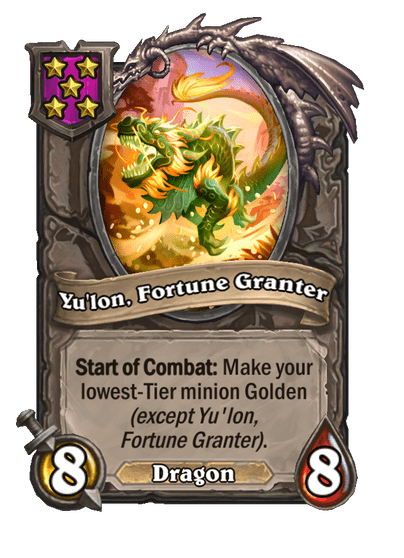 Yu'lon, Fortune Granter
Start of Combat: Make your
lowest-Tier minion Golden
(except Yu'lon,
Fortune Granter).
8
Dragon
8